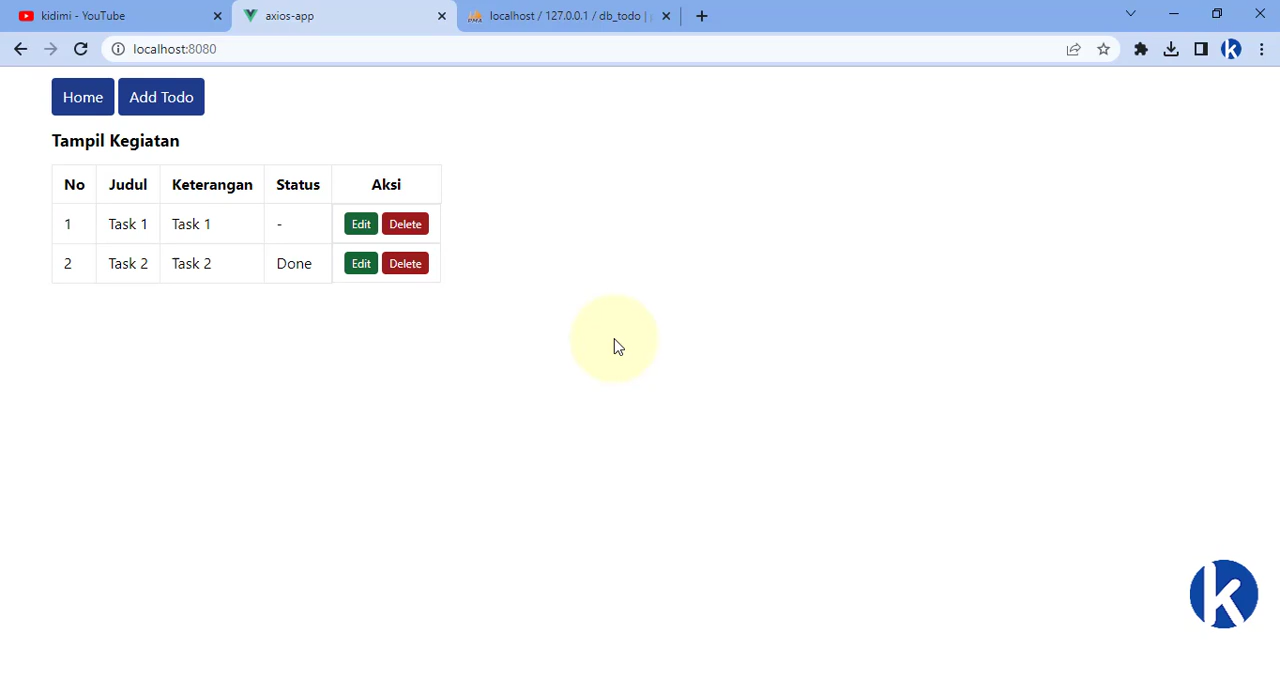 kidimi - YouTube
axios-app
localhost / 127.0.0.1 / db_todo |
localhost:8080
Home Add Todo
Tampil Kegiatan
No Judul Keterangan Status Aksi
1 Task 1 Task 1 - Edit Delete
2 Task 2 Task 2 Done Edit Delete
k